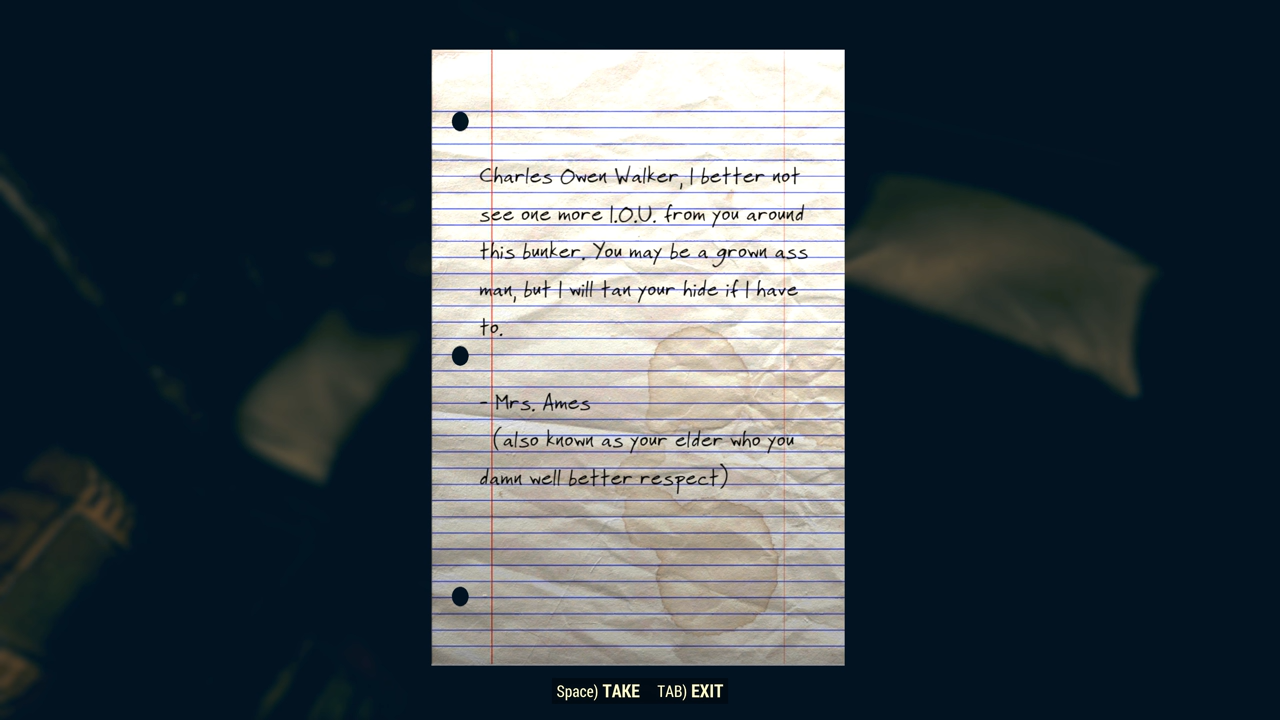 Charles Owen Walker, I better not
see one more I.O.U. from you around
this bunker. You may be a grown ass
man, but I will tan your hide if I have
to.
- Mrs. Ames
(also known as your elder who you
damn well better respect)
Space) TAKE TAB) EXIT